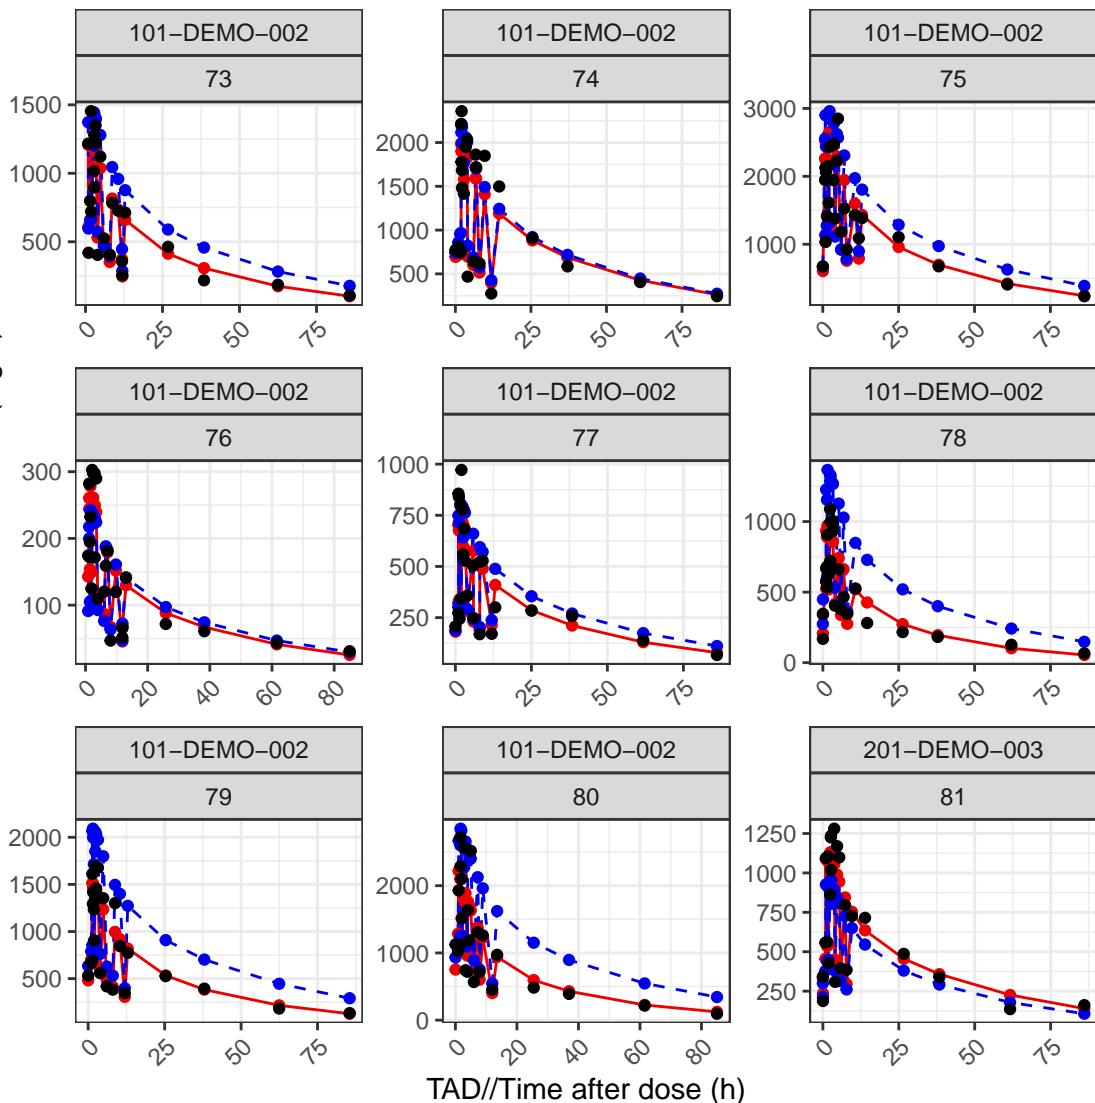 101−DEMO−002 101−DEMO−002 101−DEMO−002
73 74 75
1500 1000 500
2000 1500 1000 500
3000 2000 1000
0 25 50 75 0 25 50 75 0 25 50 75
101−DEMO−002 101−DEMO−002 101−DEMO−002
76 77 78
300 200 100
1000 750 500 250
1000 500 0
0 20 40 60 80 0 25 50 75 0 25 50 75
101−DEMO−002 101−DEMO−002 201−DEMO−003
79 80 81
2000 1500 1000 500
2000 1000 0
1250 1000 750 500 250
0 25 50 75 0 20 40 60 80 0 25 50 75
TAD//Time after dose (h)